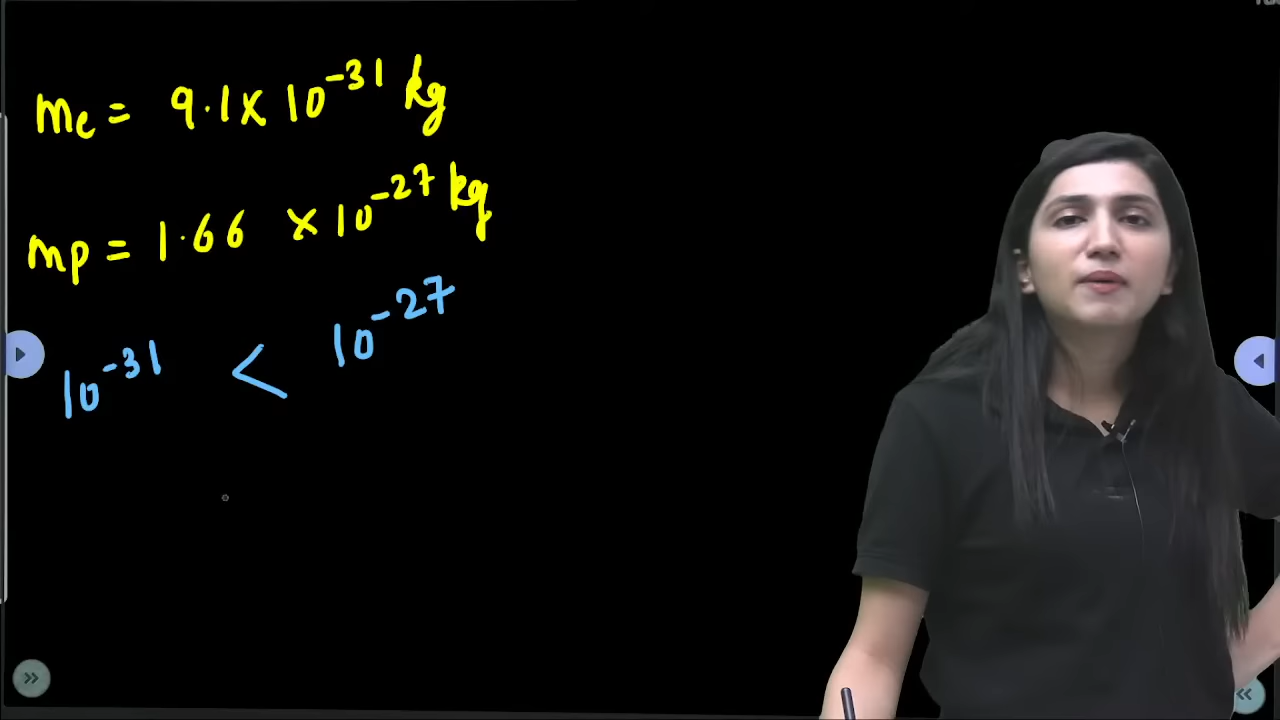 me = 9.1 × 10⁻³¹ kg
mp = 1.66 × 10⁻²⁷ kg
10⁻³¹ < 10⁻²⁷